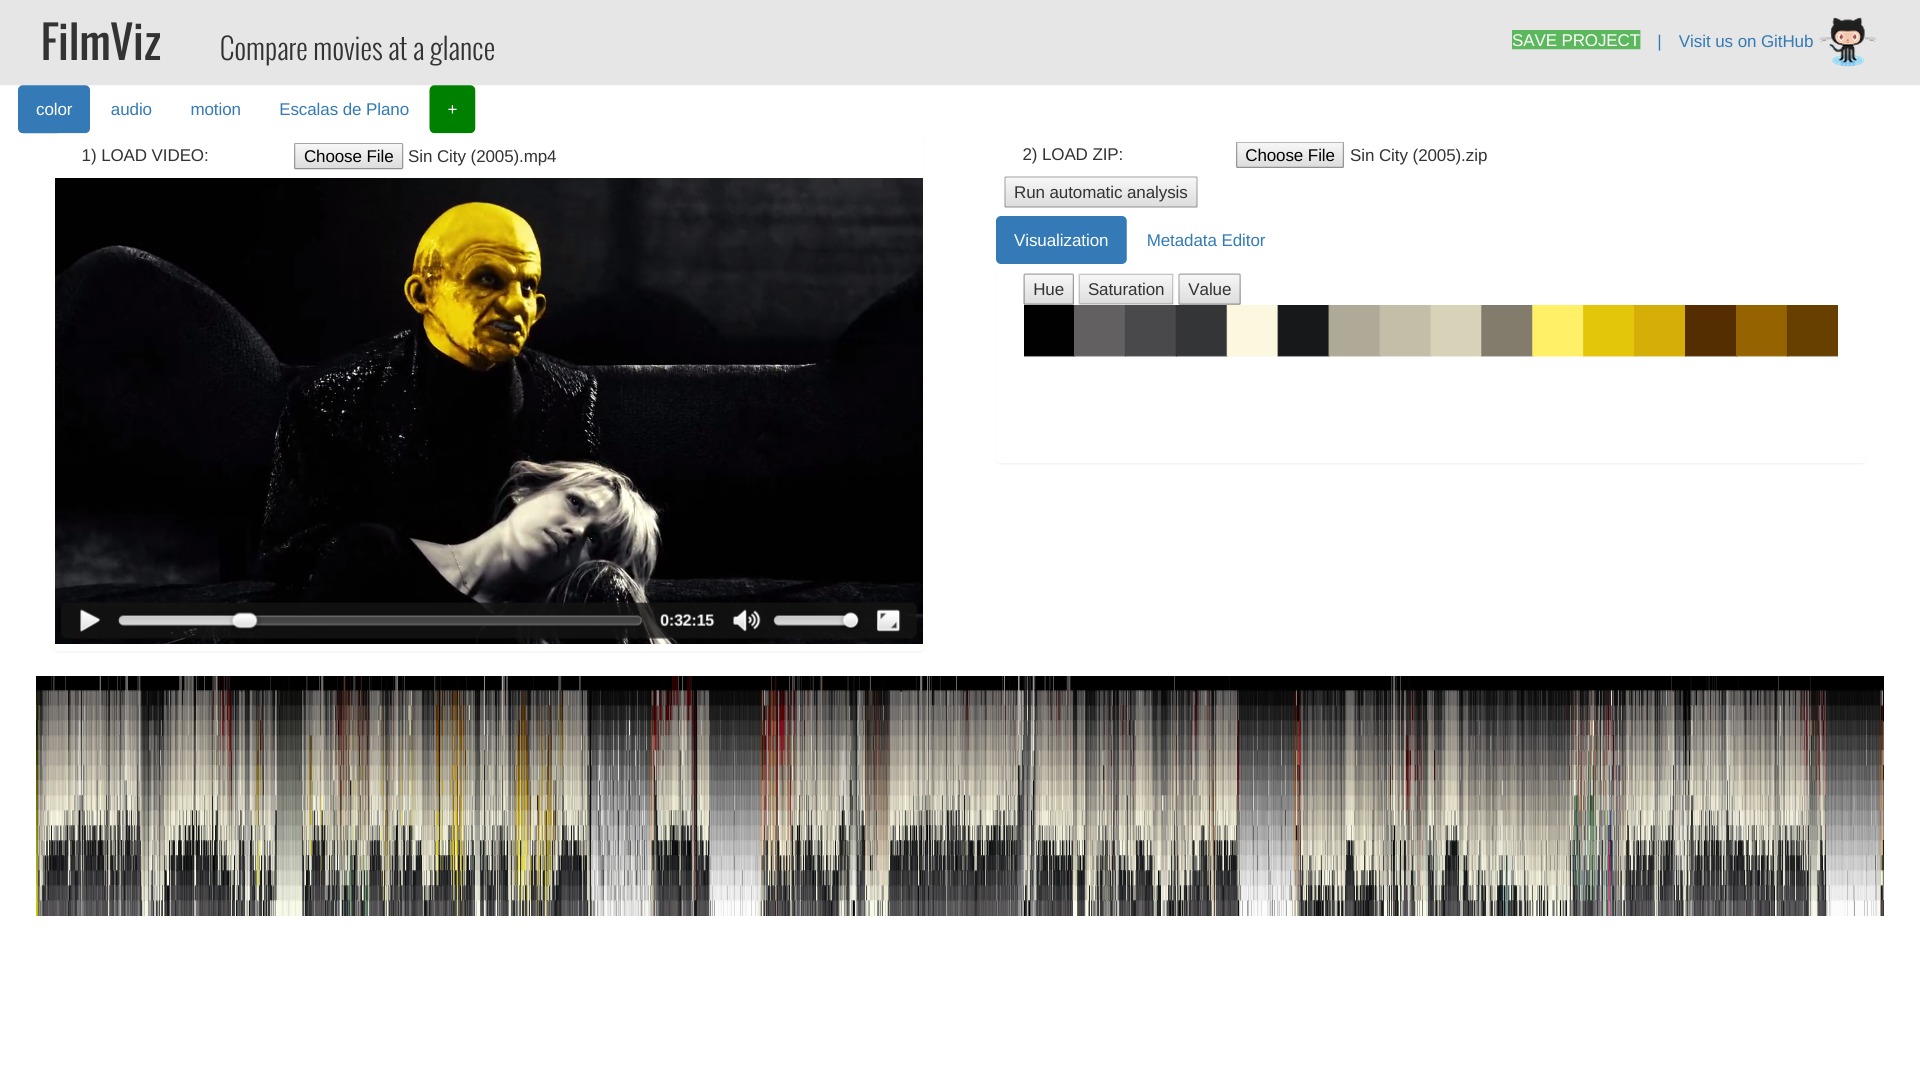 FilmViz
Compare movies at a glance
SAVE PROJECT | Visit us on GitHub
color audio motion Escalas de Plano +
1) LOAD VIDEO: Choose File Sin City (2005).mp4
0:32:15
2) LOAD ZIP: Choose File Sin City (2005).zip
Run automatic analysis
Visualization Metadata Editor
Hue Saturation Value